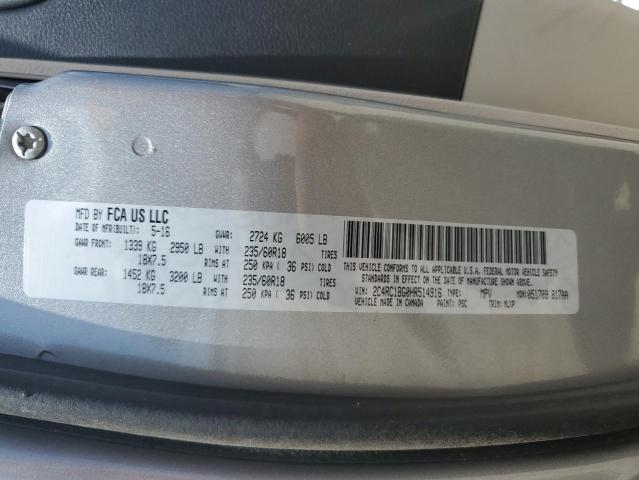 MFD BY FCA US LLC
DATE OF MFR(BUILT): 5-16 GVWR: 2724 KG 6005 LB
GAWR FRONT: 1339 KG 2950 LB WITH 235/60R18 TIRES
18X7.5 RIMS AT 250 KPA ( 36 PSI) COLD
GAWR REAR: 1452 KG 3200 LB WITH 235/60R18 TIRES
18X7.5 RIMS AT 250 KPA ( 36 PSI) COLD
THIS VEHICLE CONFORMS TO ALL APPLICABLE U.S.A. FEDERAL MOTOR VEHICLE SAFETY
STANDARDS IN EFFECT ON THE DATE OF MANUFACTURE SHOWN ABOVE.
VIN: 2C4RC1BG0HR514916 TYPE: MPV MDH: 051709 817AA
VEHICLE MADE IN CANADA PAINT: PSC TRIM: MLXP